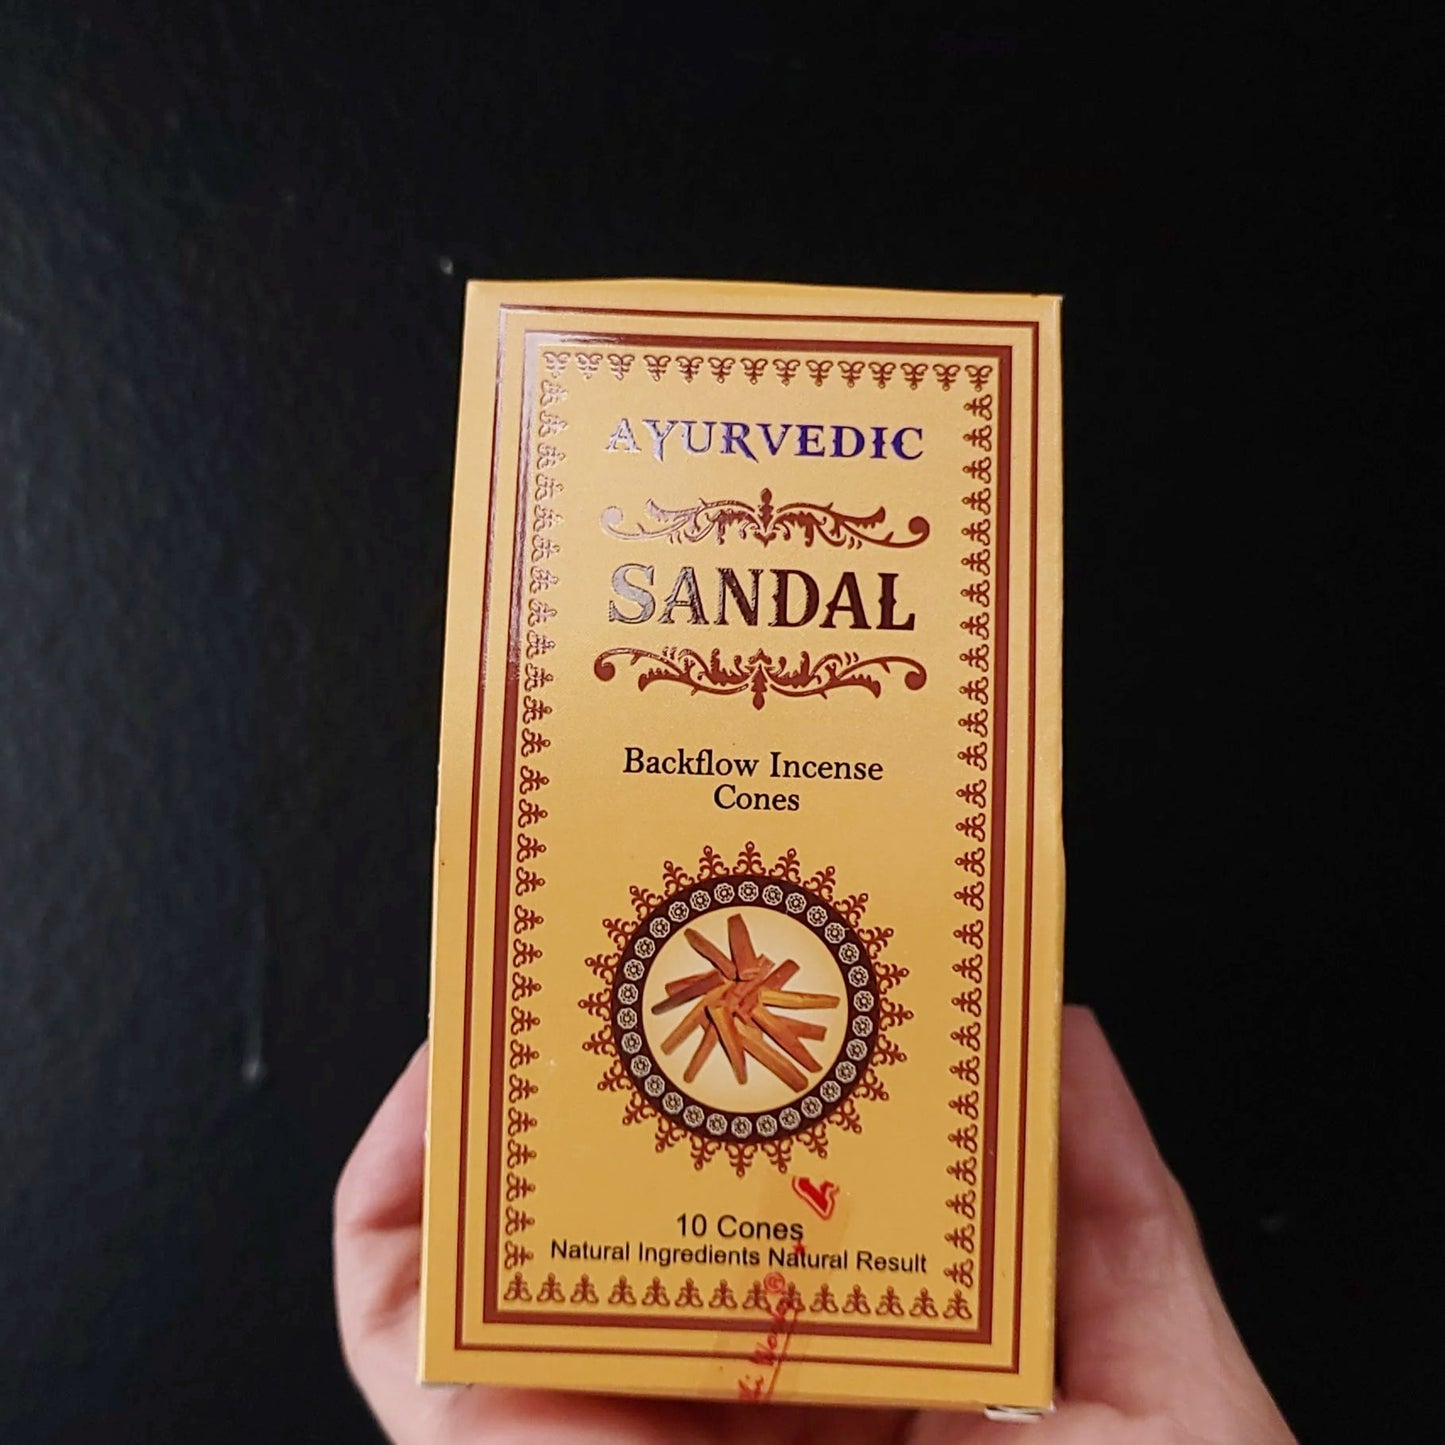 AYURVEDIC
SANDAL
Backflow Incense
Cones
10 Cones
Natural Ingredients Natural Result